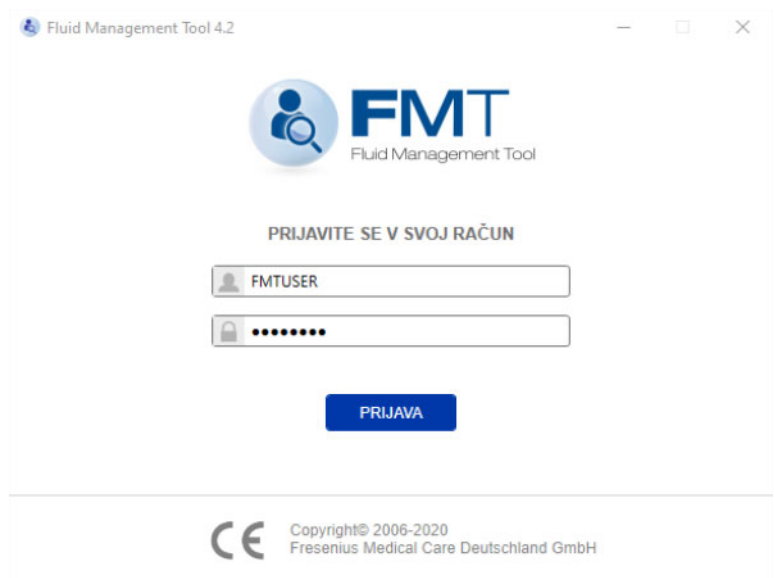 Fluid Management Tool 4.2
FMT
Fluid Management Tool
PRIJAVITE SE V SVOJ RAČUN
FMTUSER
••••••••
PRIJAVA
CE
Copyright© 2006-2020
Fresenius Medical Care Deutschland GmbH